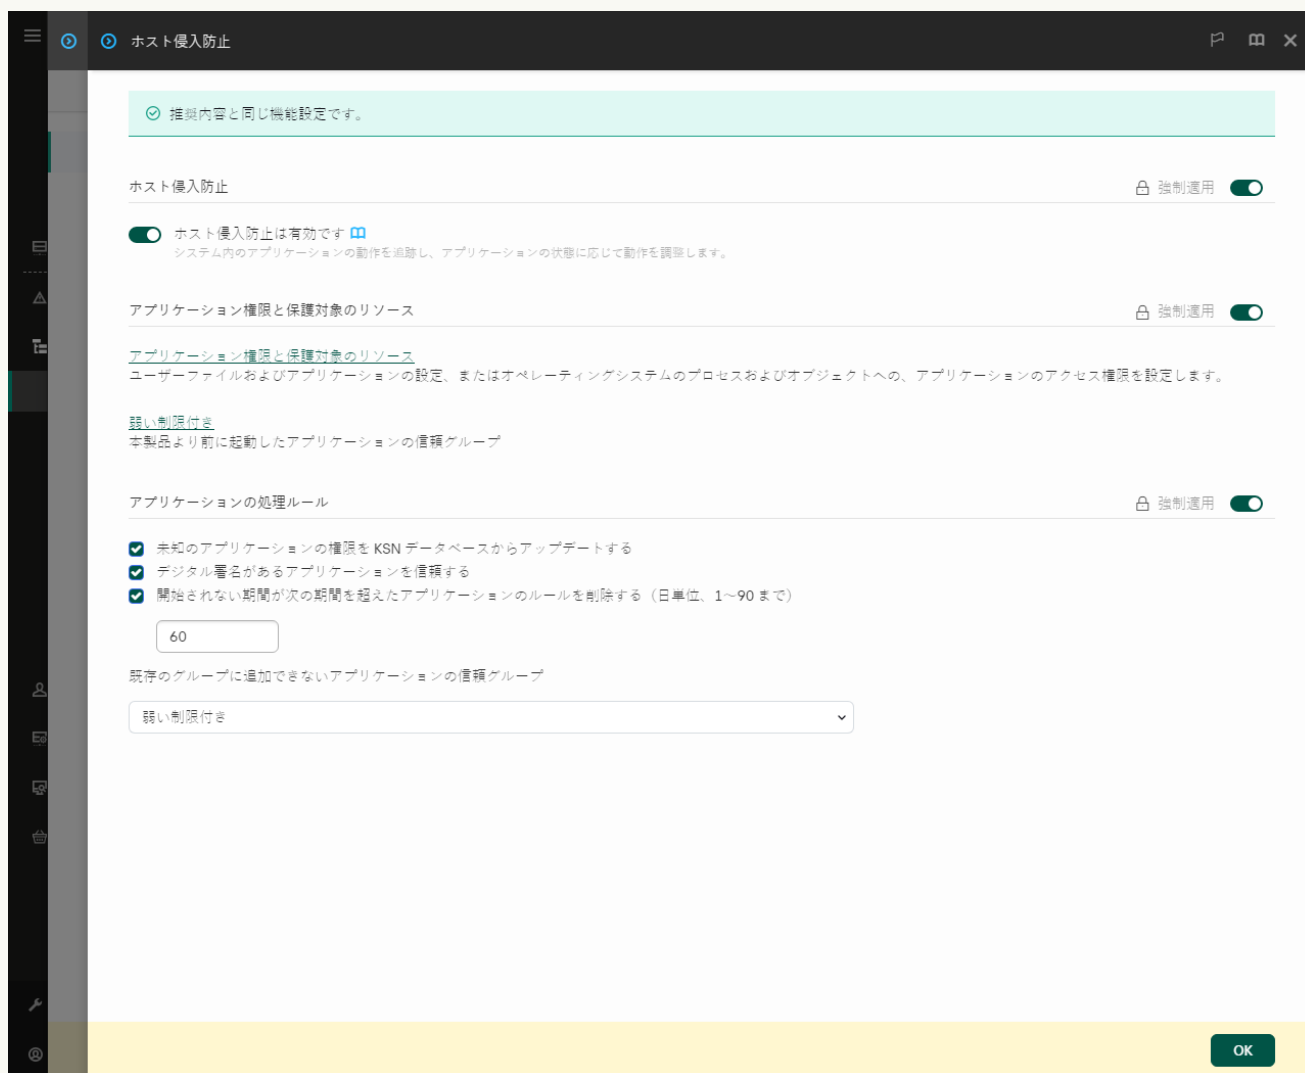 ホスト侵入防止
推奨内容と同じ機能設定です。
ホスト侵入防止
強制適用
ホスト侵入防止は有効です
システム内のアプリケーションの動作を追跡し、アプリケーションの状態に応じて動作を調整します。
アプリケーション権限と保護対象のリソース
強制適用
アプリケーション権限と保護対象のリソース
ユーザーファイルおよびアプリケーションの設定、またはオペレーティングシステムのプロセスおよびオブジェクトへの、アプリケーションのアクセス権限を設定します。
弱い制限付き
本製品より前に起動したアプリケーションの信頼グループ
アプリケーションの処理ルール
強制適用
未知のアプリケーションの権限を KSN データベースからアップデートする
デジタル署名があるアプリケーションを信頼する
開始されない期間が次の期間を超えたアプリケーションのルールを削除する（日単位、1～90 まで）
60
既存のグループに追加できないアプリケーションの信頼グループ
弱い制限付き
OK